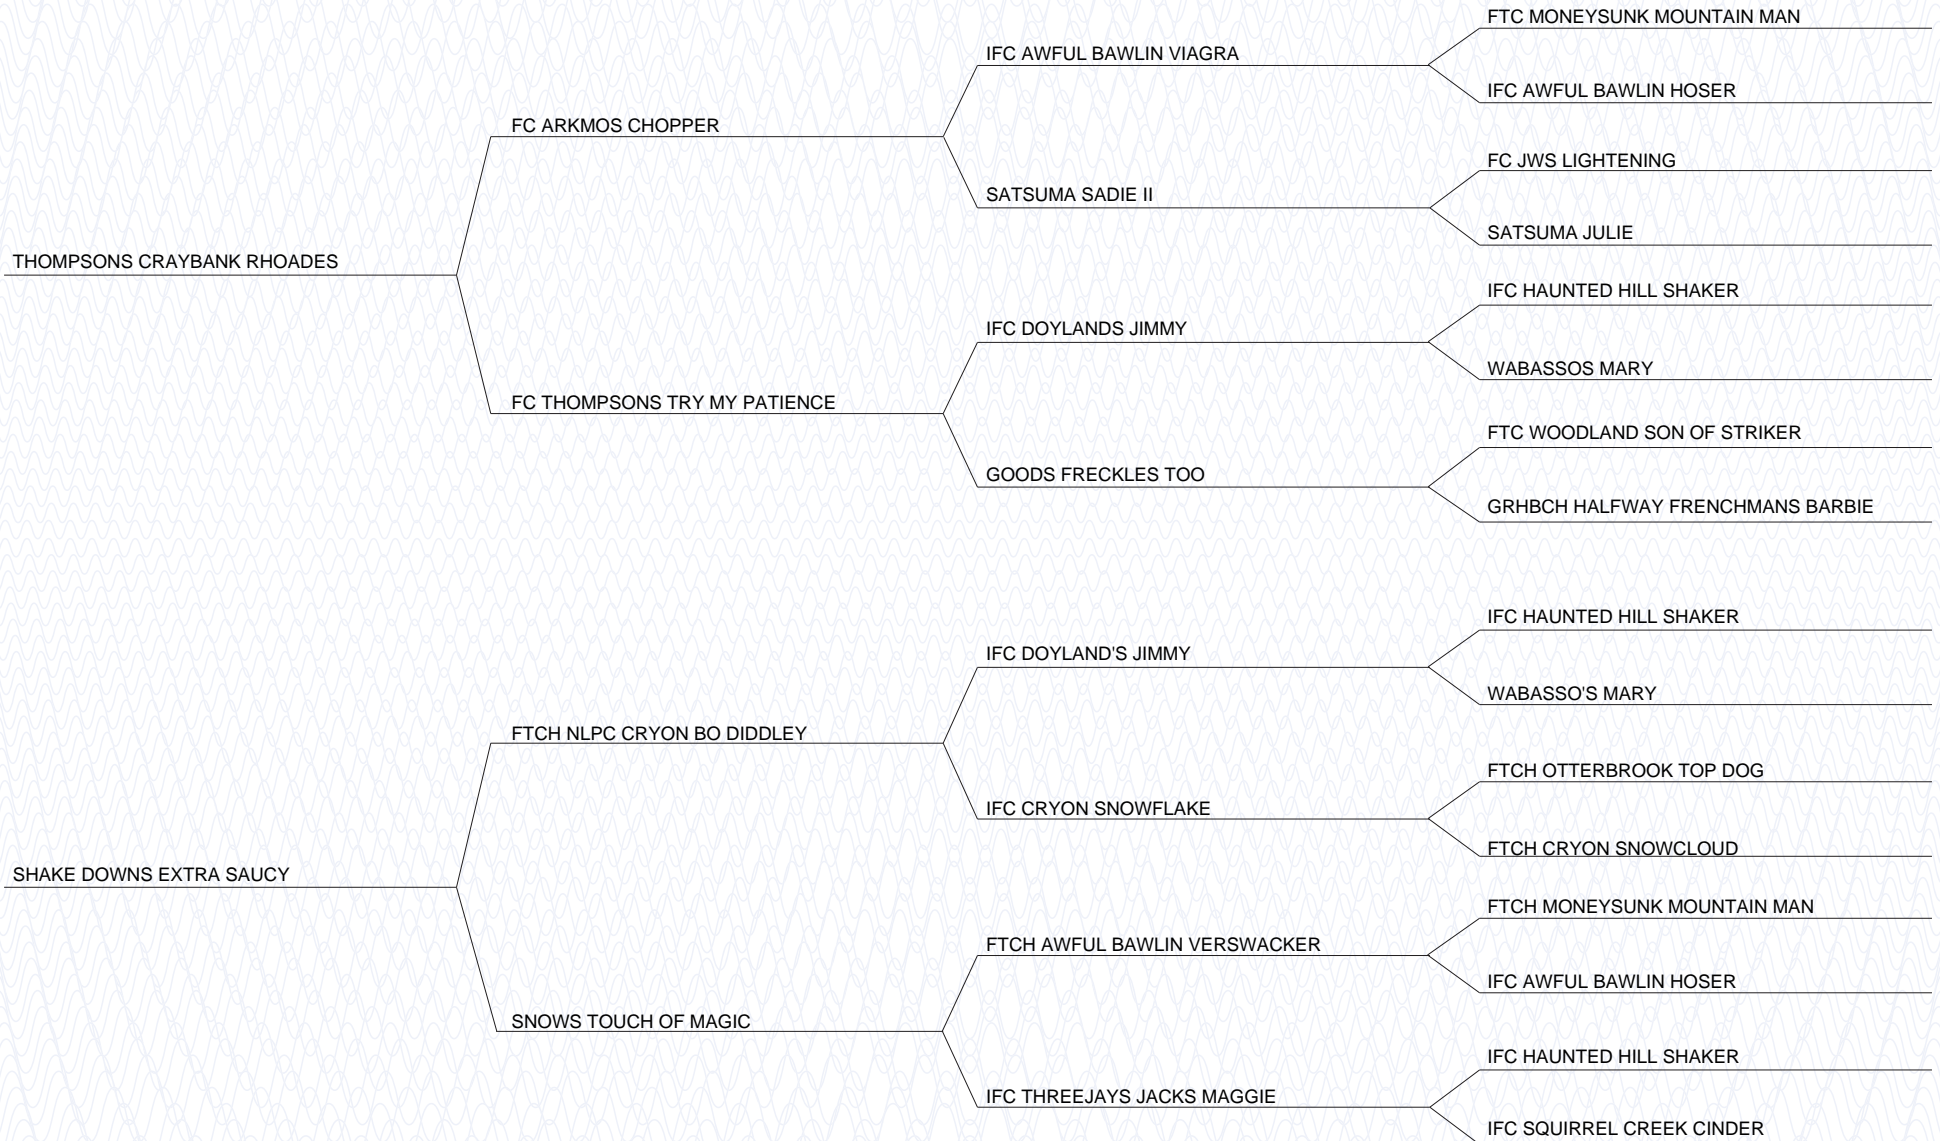 FTC MONEYSUNK MOUNTAIN MAN
IFC AWFUL BAWLIN VIAGRA
IFC AWFUL BAWLIN HOSER
FC ARKMOS CHOPPER
FC JWS LIGHTENING
SATSUMA SADIE II
SATSUMA JULIE
THOMPSONS CRAYBANK RHOADES
IFC HAUNTED HILL SHAKER
IFC DOYLANDS JIMMY
WABASSOS MARY
FC THOMPSONS TRY MY PATIENCE
FTC WOODLAND SON OF STRIKER
GOODS FRECKLES TOO
GRHBCH HALFWAY FRENCHMANS BARBIE
IFC HAUNTED HILL SHAKER
IFC DOYLAND'S JIMMY
WABASSO'S MARY
FTCH NLPC CRYON BO DIDDLEY
FTCH OTTERBROOK TOP DOG
IFC CRYON SNOWFLAKE
FTCH CRYON SNOWCLOUD
SHAKE DOWNS EXTRA SAUCY
FTCH MONEYSUNK MOUNTAIN MAN
FTCH AWFUL BAWLIN VERSWACKER
IFC AWFUL BAWLIN HOSER
SNOWS TOUCH OF MAGIC
IFC HAUNTED HILL SHAKER
IFC THREEJAYS JACKS MAGGIE
IFC SQUIRREL CREEK CINDER